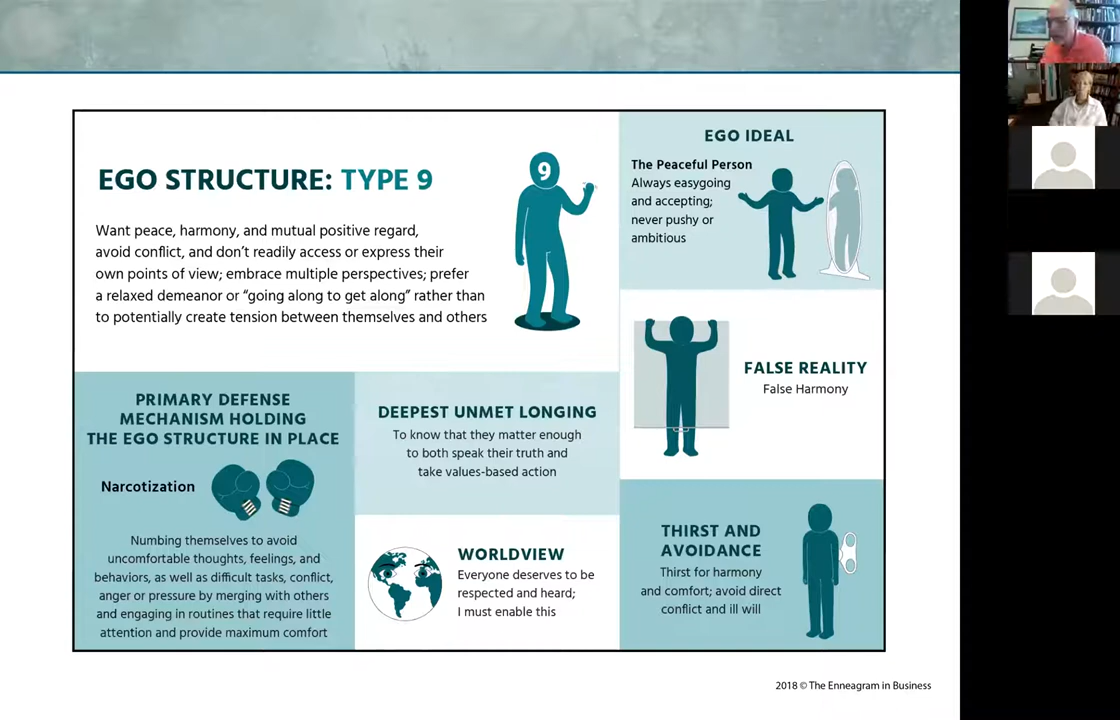 EGO STRUCTURE: TYPE 9
9
Want peace, harmony, and mutual positive regard,
avoid conflict, and don't readily access or express their
own points of view; embrace multiple perspectives; prefer
a relaxed demeanor or “going along to get along” rather than
to potentially create tension between themselves and others
EGO IDEAL
The Peaceful Person
Always easygoing
and accepting;
never pushy or
ambitious
FALSE REALITY
False Harmony
PRIMARY DEFENSE
MECHANISM HOLDING
THE EGO STRUCTURE IN PLACE
Narcotization
Numbing themselves to avoid
uncomfortable thoughts, feelings, and
behaviors, as well as difficult tasks, conflict,
anger or pressure by merging with others
and engaging in routines that require little
attention and provide maximum comfort
DEEPEST UNMET LONGING
To know that they matter enough
to both speak their truth and
take values-based action
WORLDVIEW
Everyone deserves to be
respected and heard;
I must enable this
THIRST AND
AVOIDANCE
Thirst for harmony
and comfort; avoid direct
conflict and ill will
2018 © The Enneagram in Business